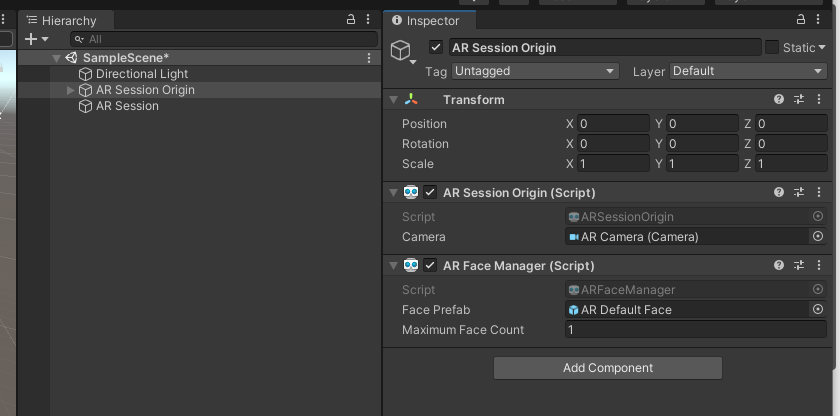 Hierarchy
All
SampleScene*
Directional Light
AR Session Origin
AR Session
Inspector
AR Session Origin
Static
Tag Untagged Layer Default
Transform
Position X 0 Y 0 Z 0
Rotation X 0 Y 0 Z 0
Scale X 1 Y 1 Z 1
AR Session Origin (Script)
Script ARSessionOrigin
Camera AR Camera (Camera)
AR Face Manager (Script)
Script ARFaceManager
Face Prefab AR Default Face
Maximum Face Count 1
Add Component